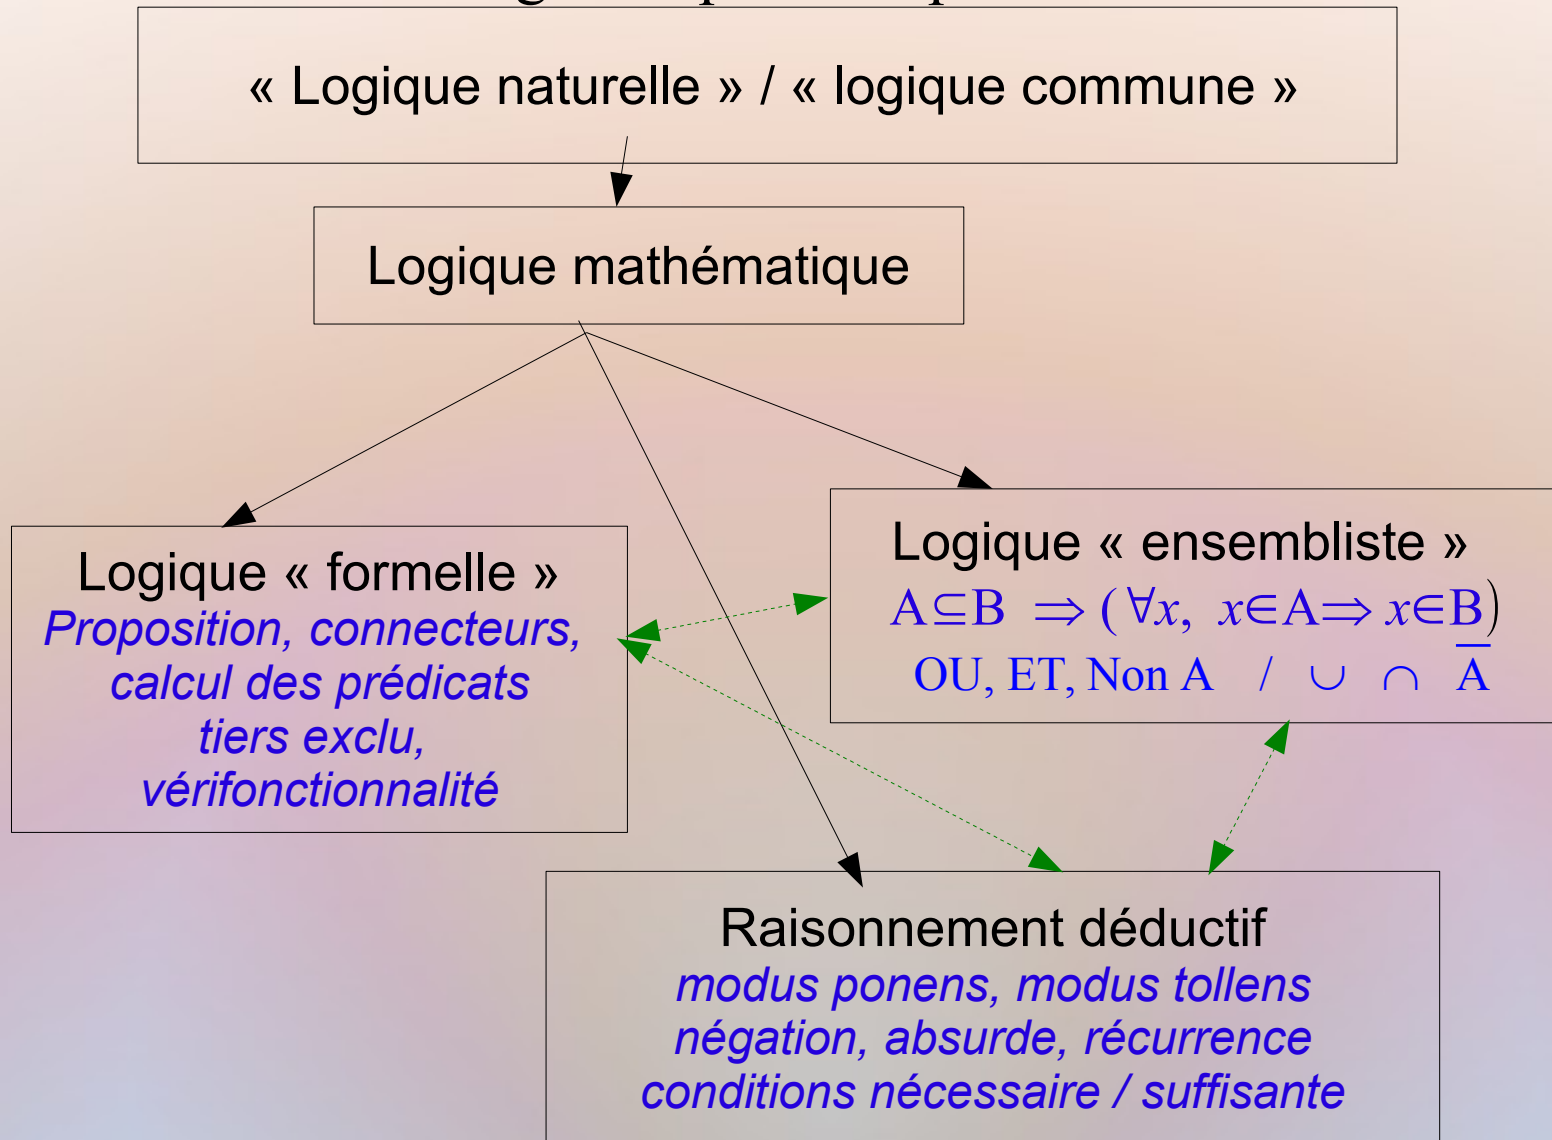 « Logique naturelle » / « logique commune »
Logique mathématique
Logique « formelle »
Proposition, connecteurs,
calcul des prédicats
tiers exclu,
vérifonctionnalité
Logique « ensembliste »
A⊆B ⇒ ( ∀x, x∈A⇒ x∈B)
OU, ET, Non A / ∪ ∩ A̅
Raisonnement déductif
modus ponens, modus tollens
négation, absurde, récurrence
conditions nécessaire / suffisante